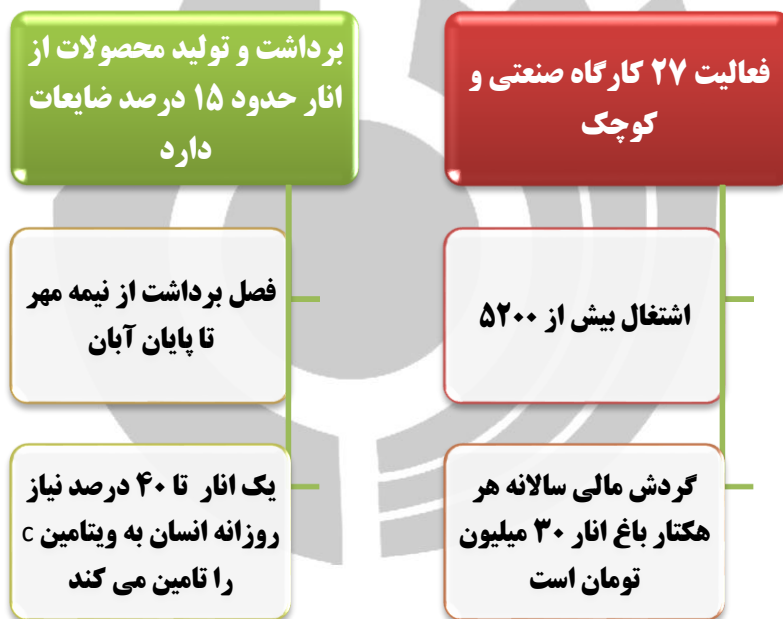 فعالیت ۲۷ کارگاه صنعتی و
کوچک
اشتغال بیش از ۵۲۰۰
گردش مالی سالانه هر
هکتار باغ انار ۳۰ میلیون
تومان است
برداشت و تولید محصولات از
انار حدود ۱۵ درصد ضایعات
دارد
فصل برداشت از نیمه مهر
تا پایان آبان
یک انار تا ۴۰ درصد نیاز
روزانه انسان به ویتامین c
را تامین می کند